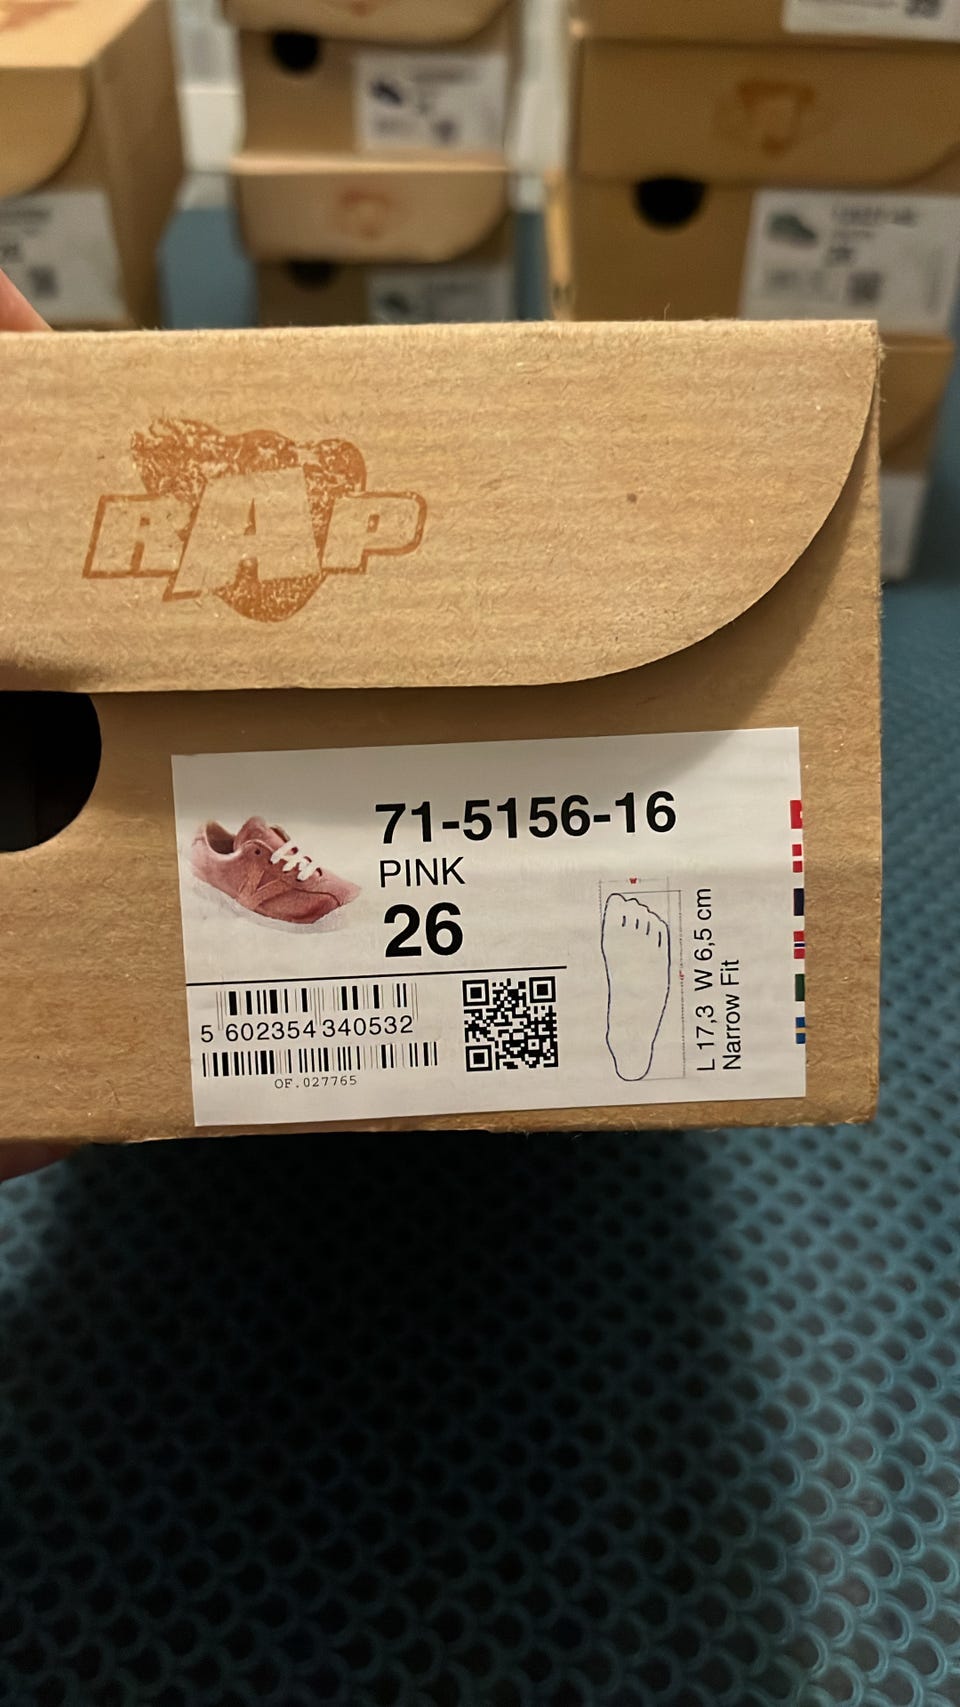 RAP
71-5156-16
PINK
26
5 602354 340532
OF.027765
L 17,3 W 6,5 cm
Narrow Fit